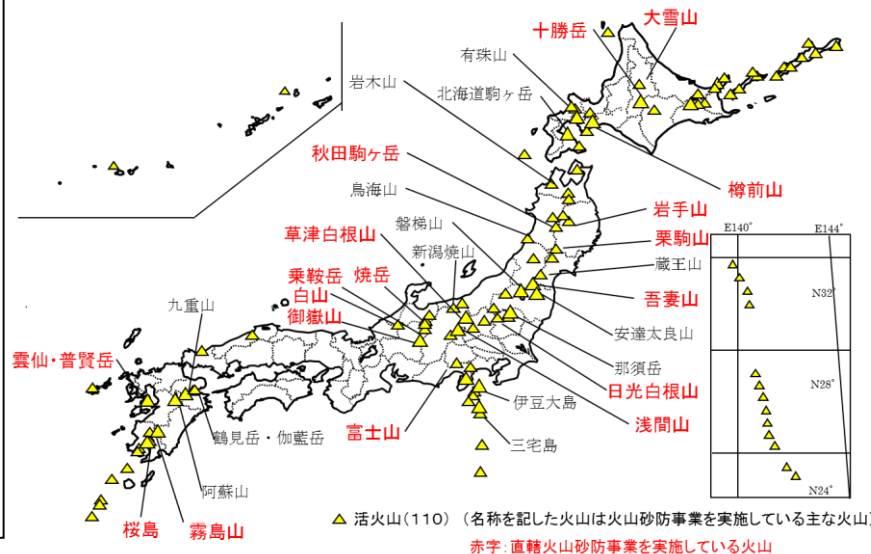 大雪山
十勝岳
有珠山
岩木山
北海道駒ヶ岳
秋田駒ヶ岳
樽前山
鳥海山
岩手山
磐梯山
草津白根山
栗駒山
E140°
E144°
新潟焼山
蔵王山
乗鞍岳 焼岳
白山
吾妻山
N32°
九重山
御嶽山
安達太良山
雲仙・普賢岳
那須岳
N28°
日光白根山
伊豆大島
富士山
浅間山
鶴見岳・伽藍岳
三宅島
阿蘇山
N24°
桜島
霧島山
活火山(110) (名称を記した火山は火山砂防事業を実施している主な火山)
赤字:直轄火山砂防事業を実施している火山